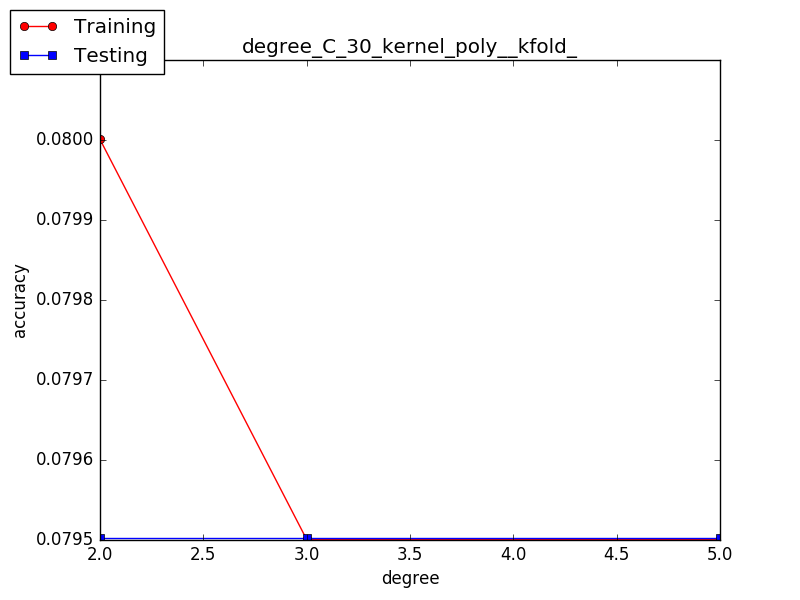 Training
Testing
degree_C_30_kernel_poly__kfold_
0.0800
0.0799
0.0798
0.0797
0.0796
0.0795
accuracy
2.0 2.5 3.0 3.5 4.0 4.5 5.0
degree